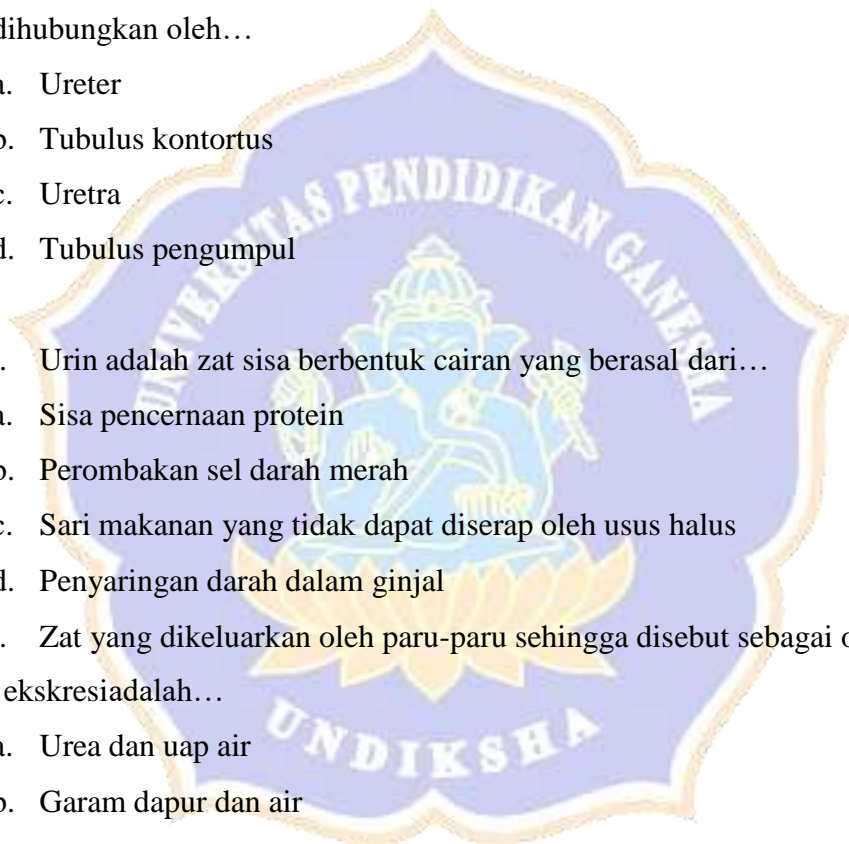 dihubungkan oleh…
a. Ureter
b. Tubulus kontortus
c. Uretra
d. Tubulus pengumpul
UNIVERSITAS PENDIDIKAN GANESHA
. Urin adalah zat sisa berbentuk cairan yang berasal dari…
a. Sisa pencernaan protein
b. Perombakan sel darah merah
c. Sari makanan yang tidak dapat diserap oleh usus halus
d. Penyaringan darah dalam ginjal
. Zat yang dikeluarkan oleh paru-paru sehingga disebut sebagai
ekskresiadalah…
a. Urea dan uap air
UNDIKSHA
b. Garam dapur dan air